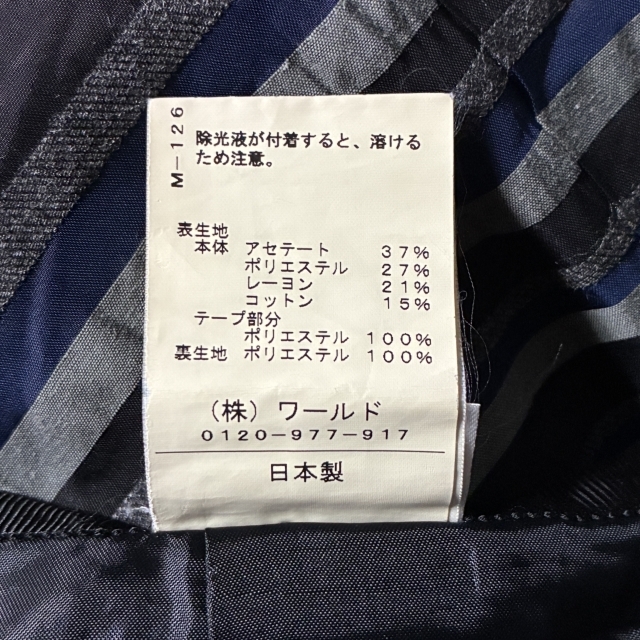 M-126
除光液が付着すると、溶ける
ため注意。
表生地
本体 アセテート 37%
ポリエステル 27%
レーヨン 21%
コットン 15%
テープ部分
ポリエステル 100%
裏生地 ポリエステル 100%
(株)ワールド
0120-977-917
日本製